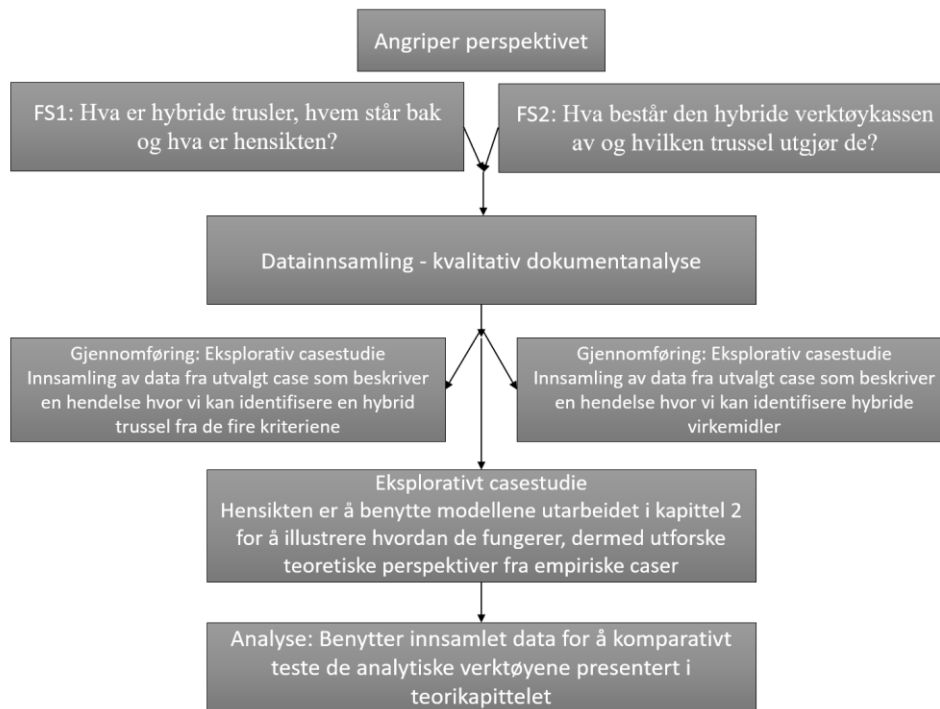 Angriper perspektivet
FS1: Hva er hybride trusler, hvem står bak
og hva er hensikten?
FS2: Hva består den hybride verktøykassen
av og hvilken trussel utgjør de?
Datainnsamling - kvalitativ dokumentanalyse
Gjennomføring: Eksplorativ casestudie
Innsamling av data fra utvalgt case som beskriver
en hendelse hvor vi kan identifisere en hybrid
trussel fra de fire kriteriene
Gjennomføring: Eksplorativ casestudie
Innsamling av data fra utvalgt case som beskriver
en hendelse hvor vi kan identifisere hybride
virkemidler
Eksplorativt casestudie
Hensikten er å benytte modellene utarbeidet i kapittel 2
for å illustrere hvordan de fungerer, dermed utforske
teoretiske perspektiver fra empiriske caser
Analyse: Benytter innsamlet data for å komparativt
teste de analytiske verktøyene presentert i
teorikapittelet